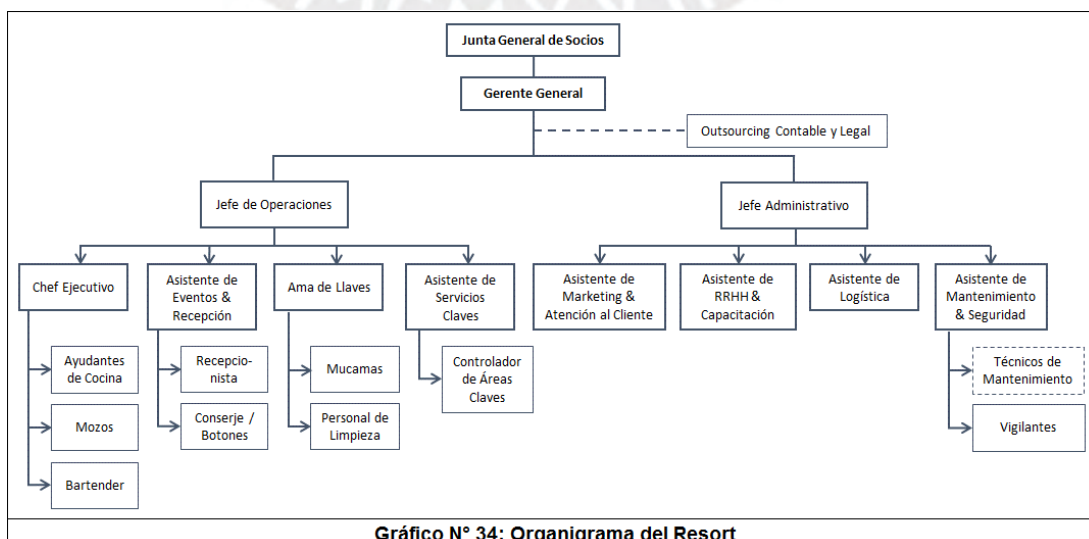 Junta General de Socios
Gerente General
Outsourcing Contable y Legal
Jefe de Operaciones
Jefe Administrativo
Chef Ejecutivo
Asistente de
Eventos &
Recepción
Ama de Llaves
Asistente de
Servicios
Claves
Asistente de
Marketing &
Atención al Cliente
Asistente de
RRHH &
Capacitación
Asistente de
Logística
Asistente de
Mantenimiento
& Seguridad
Ayudantes
de Cocina
Recepcio-
nista
Mucamas
Controlador
de Áreas
Claves
Técnicos de
Mantenimiento
Mozos
Conserje /
Botones
Personal de
Limpieza
Vigilantes
Bartender
Gráfico N° 34: Organigrama del Resort